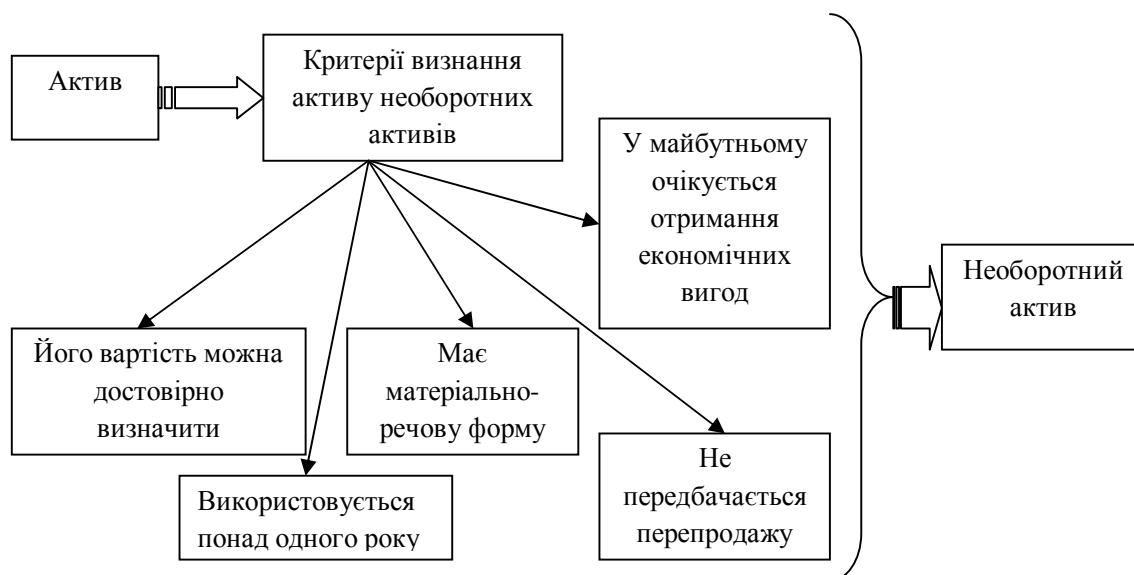 Актив
Критерії визнання
активу необоротних
активів
У майбутньому
очікується
отримання
економічних
вигод
Необоротний
актив
Його вартість можна
достовірно
визначити
Має
матеріально-
речову форму
Використовується
понад одного року
Не
передбачається
перепродажу